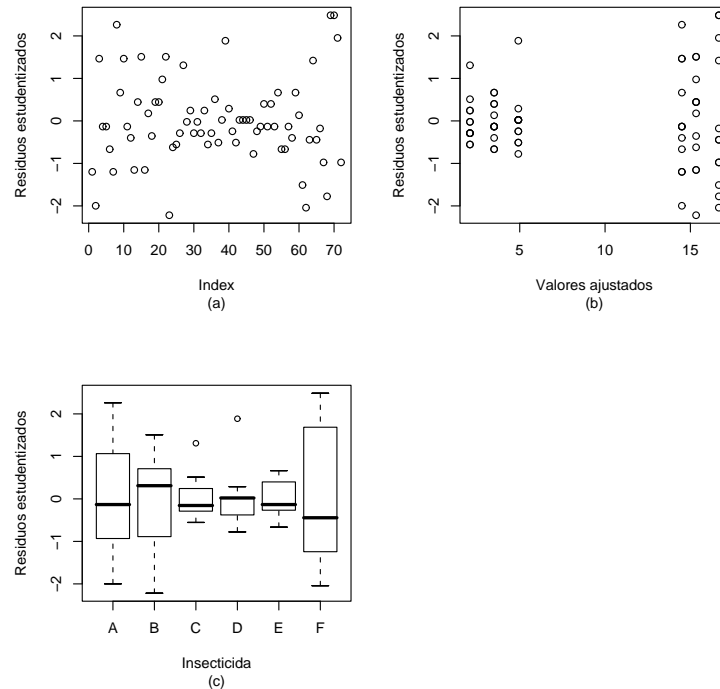 Residuos estudentizados
2
1
0
−1
−2
0 10 20 30 40 50 60 70
Index
(a)
Residuos estudentizados
2
1
0
−1
−2
5 10 15
Valores ajustados
(b)
Residuos estudentizados
2
1
0
−1
−2
A B C D E F
Insecticida
(c)